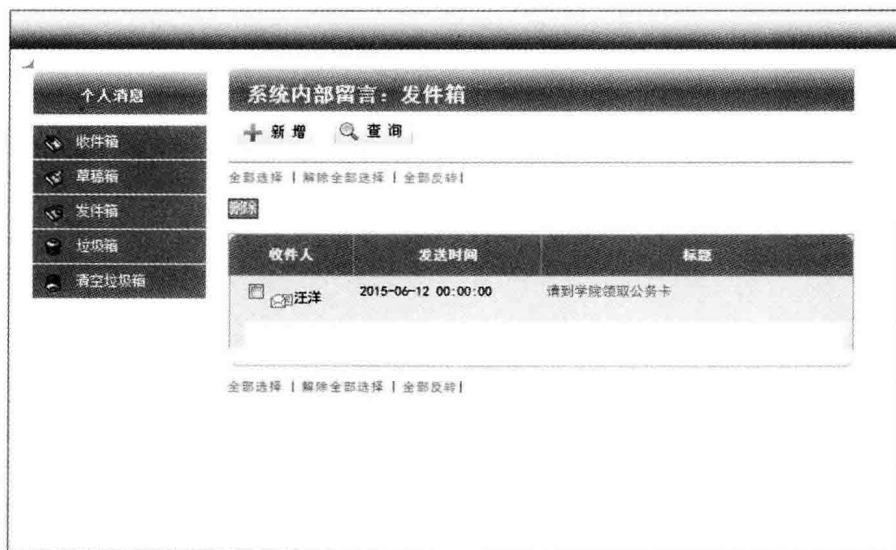 个人消息
收件箱
草稿箱
发件箱
垃圾箱
清空垃圾箱
系统内部留言：发件箱
新增 查询
全部选择 | 解除全部选择 | 全部反转|
删除
收件人 发送时间 标题
汪洋 2015-06-12 00:00:00 请到学院领取公务卡
全部选择 | 解除全部选择 | 全部反转|